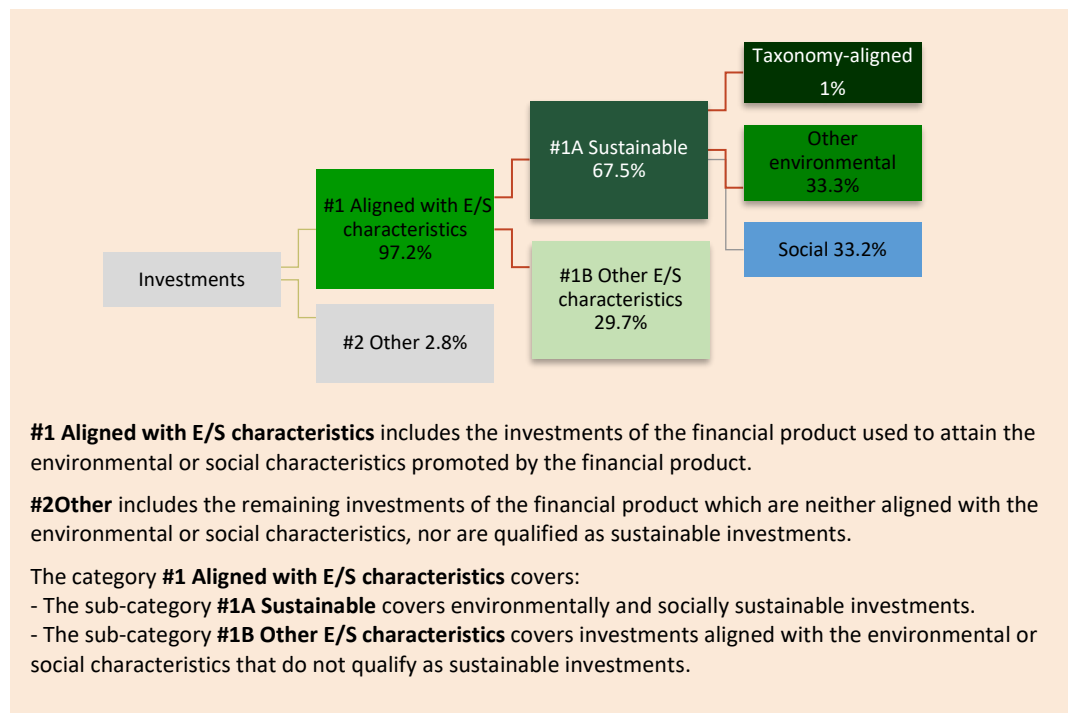 Taxonomy-aligned
1%
#1A Sustainable
67.5%
Other
environmental
33.3%
#1 Aligned with E/S
characteristics
97.2%
Social 33.2%
Investments
#1B Other E/S
characteristics
29.7%
#2 Other 2.8%
#1 Aligned with E/S characteristics includes the investments of the financial product used to attain the
environmental or social characteristics promoted by the financial product.
#2Other includes the remaining investments of the financial product which are neither aligned with the
environmental or social characteristics, nor are qualified as sustainable investments.
The category #1 Aligned with E/S characteristics covers:
- The sub-category #1A Sustainable covers environmentally and socially sustainable investments.
- The sub-category #1B Other E/S characteristics covers investments aligned with the environmental or
social characteristics that do not qualify as sustainable investments.